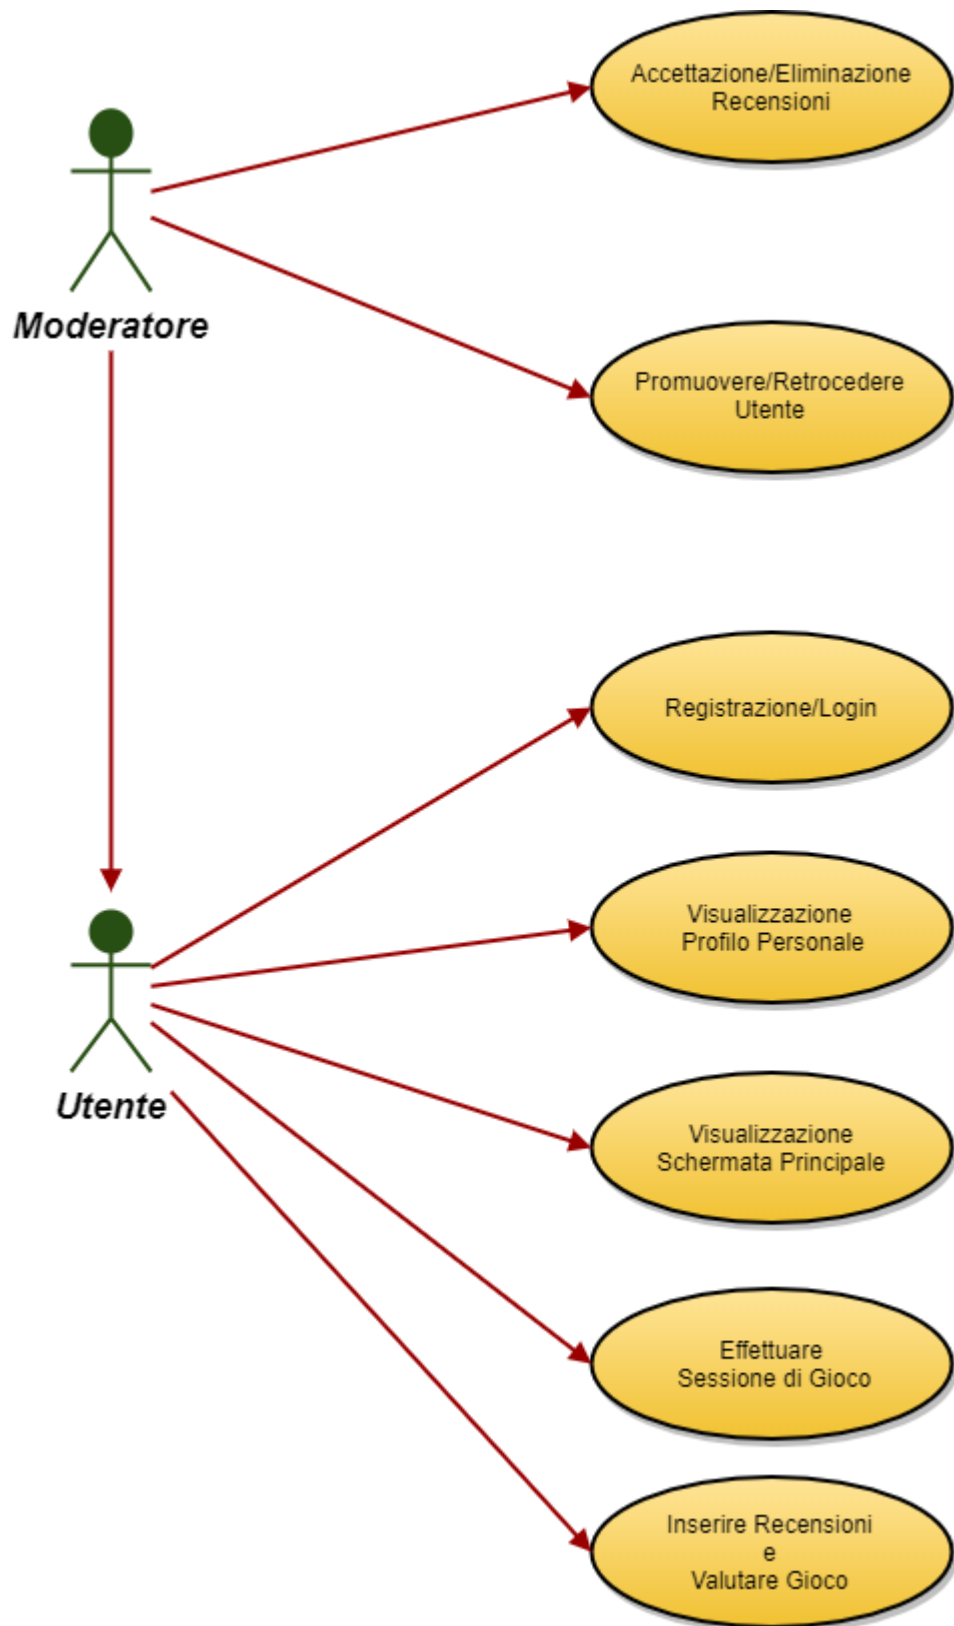 Accettazione/Eliminazione
Recensioni
Moderatore
Promuovere/Retrocedere
Utente
Registrazione/Login
Visualizzazione
Profilo Personale
Utente
Visualizzazione
Schermata Principale
Effettuare
Sessione di Gioco
Inserire Recensioni
e
Valutare Gioco